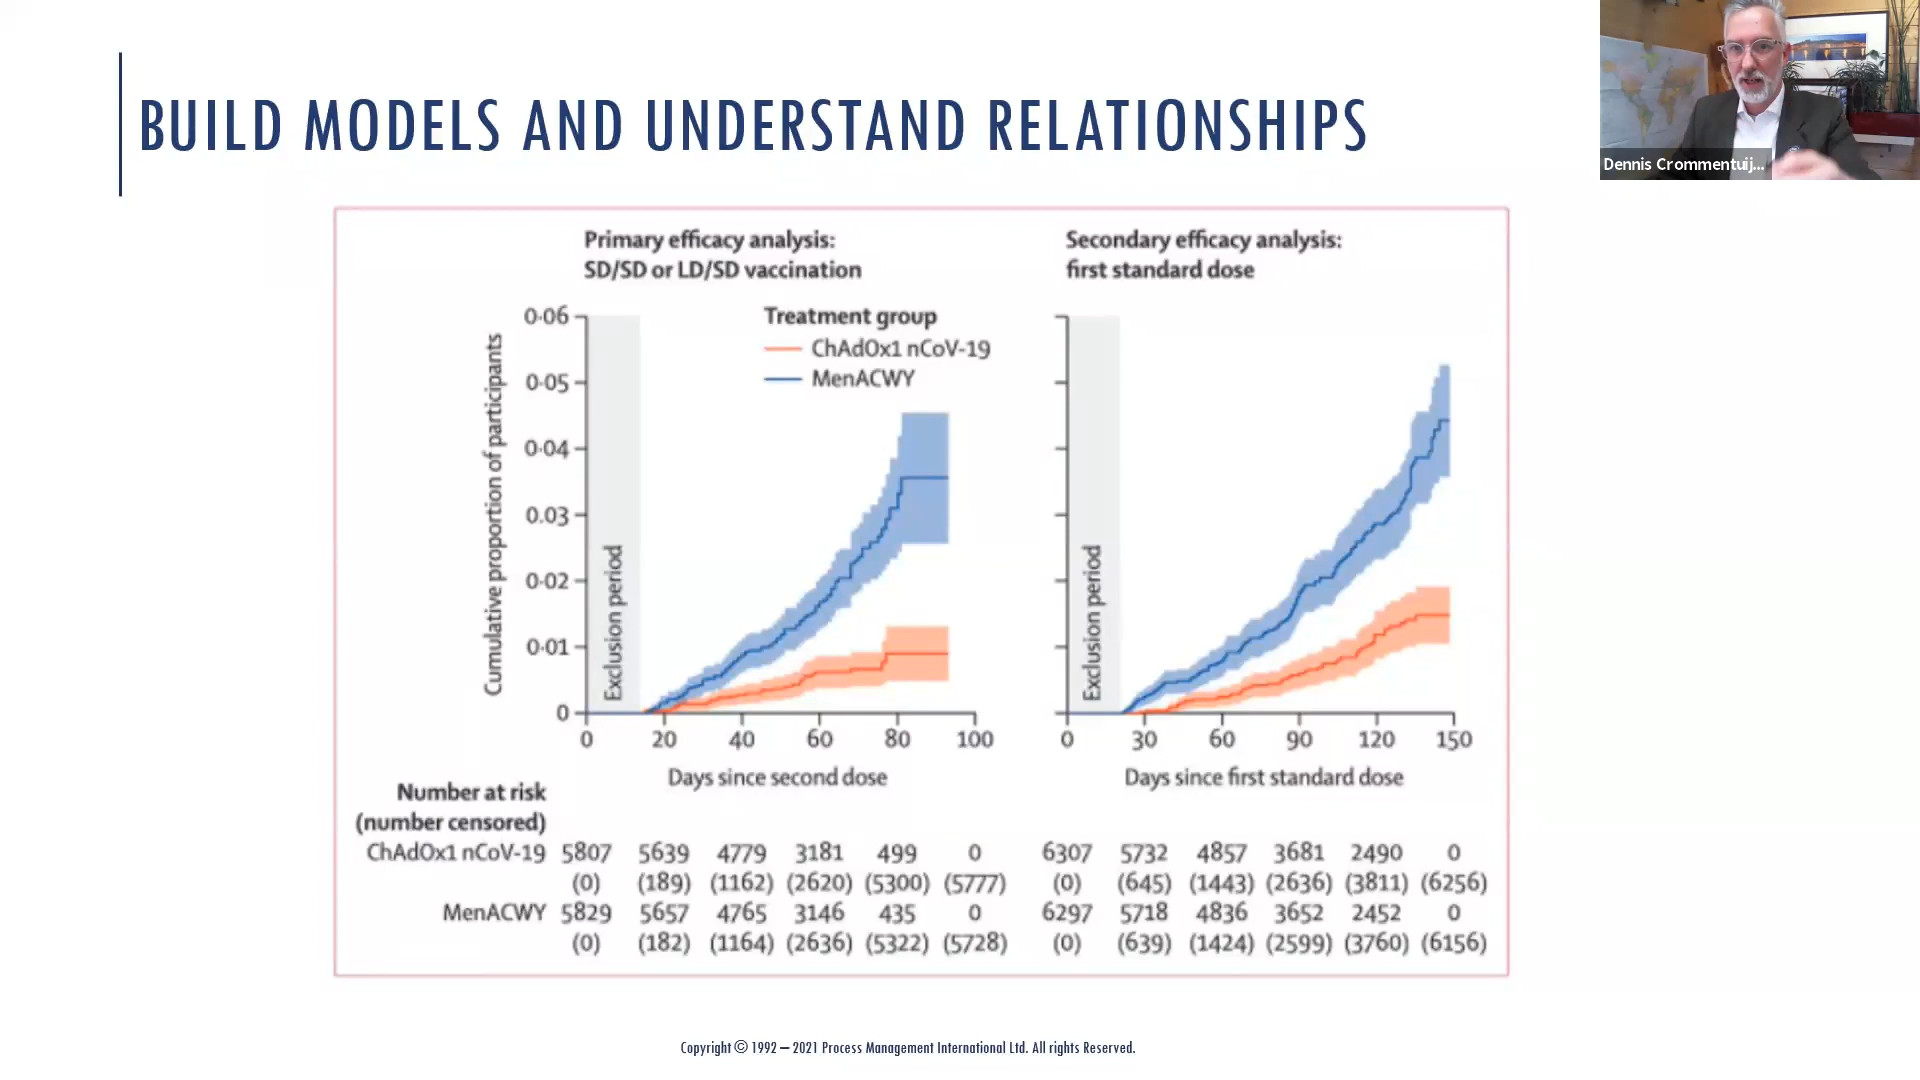 BUILD MODELS AND UNDERSTAND RELATIONSHIPS
Dennis Crommentuij...
Primary efficacy analysis:
SD/SD or LD/SD vaccination
Secondary efficacy analysis:
first standard dose
Treatment group
ChAdOx1 nCoV-19
MenACWY
Cumulative proportion of participants
0·06
0·05
0·04
0·03
0·02
0·01
0
Exclusion period
0 20 40 60 80 100
Days since second dose
Exclusion period
0 30 60 90 120 150
Days since first standard dose
Number at risk
(number censored)
ChAdOx1 nCoV-19 5807 5639 4779 3181 499 0 6307 5732 4857 3681 2490 0
(0) (189) (1162) (2620) (5300) (5777) (0) (645) (1443) (2636) (3811) (6256)
MenACWY 5829 5657 4765 3146 435 0 6297 5718 4836 3652 2452 0
(0) (182) (1164) (2636) (5322) (5728) (0) (639) (1424) (2599) (3760) (6156)
Copyright © 1992 – 2021 Process Management International Ltd. All rights Reserved.